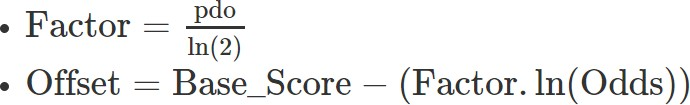 • Factor = pdo / ln(2)
• Offset = Base_Score − (Factor. ln(Odds))